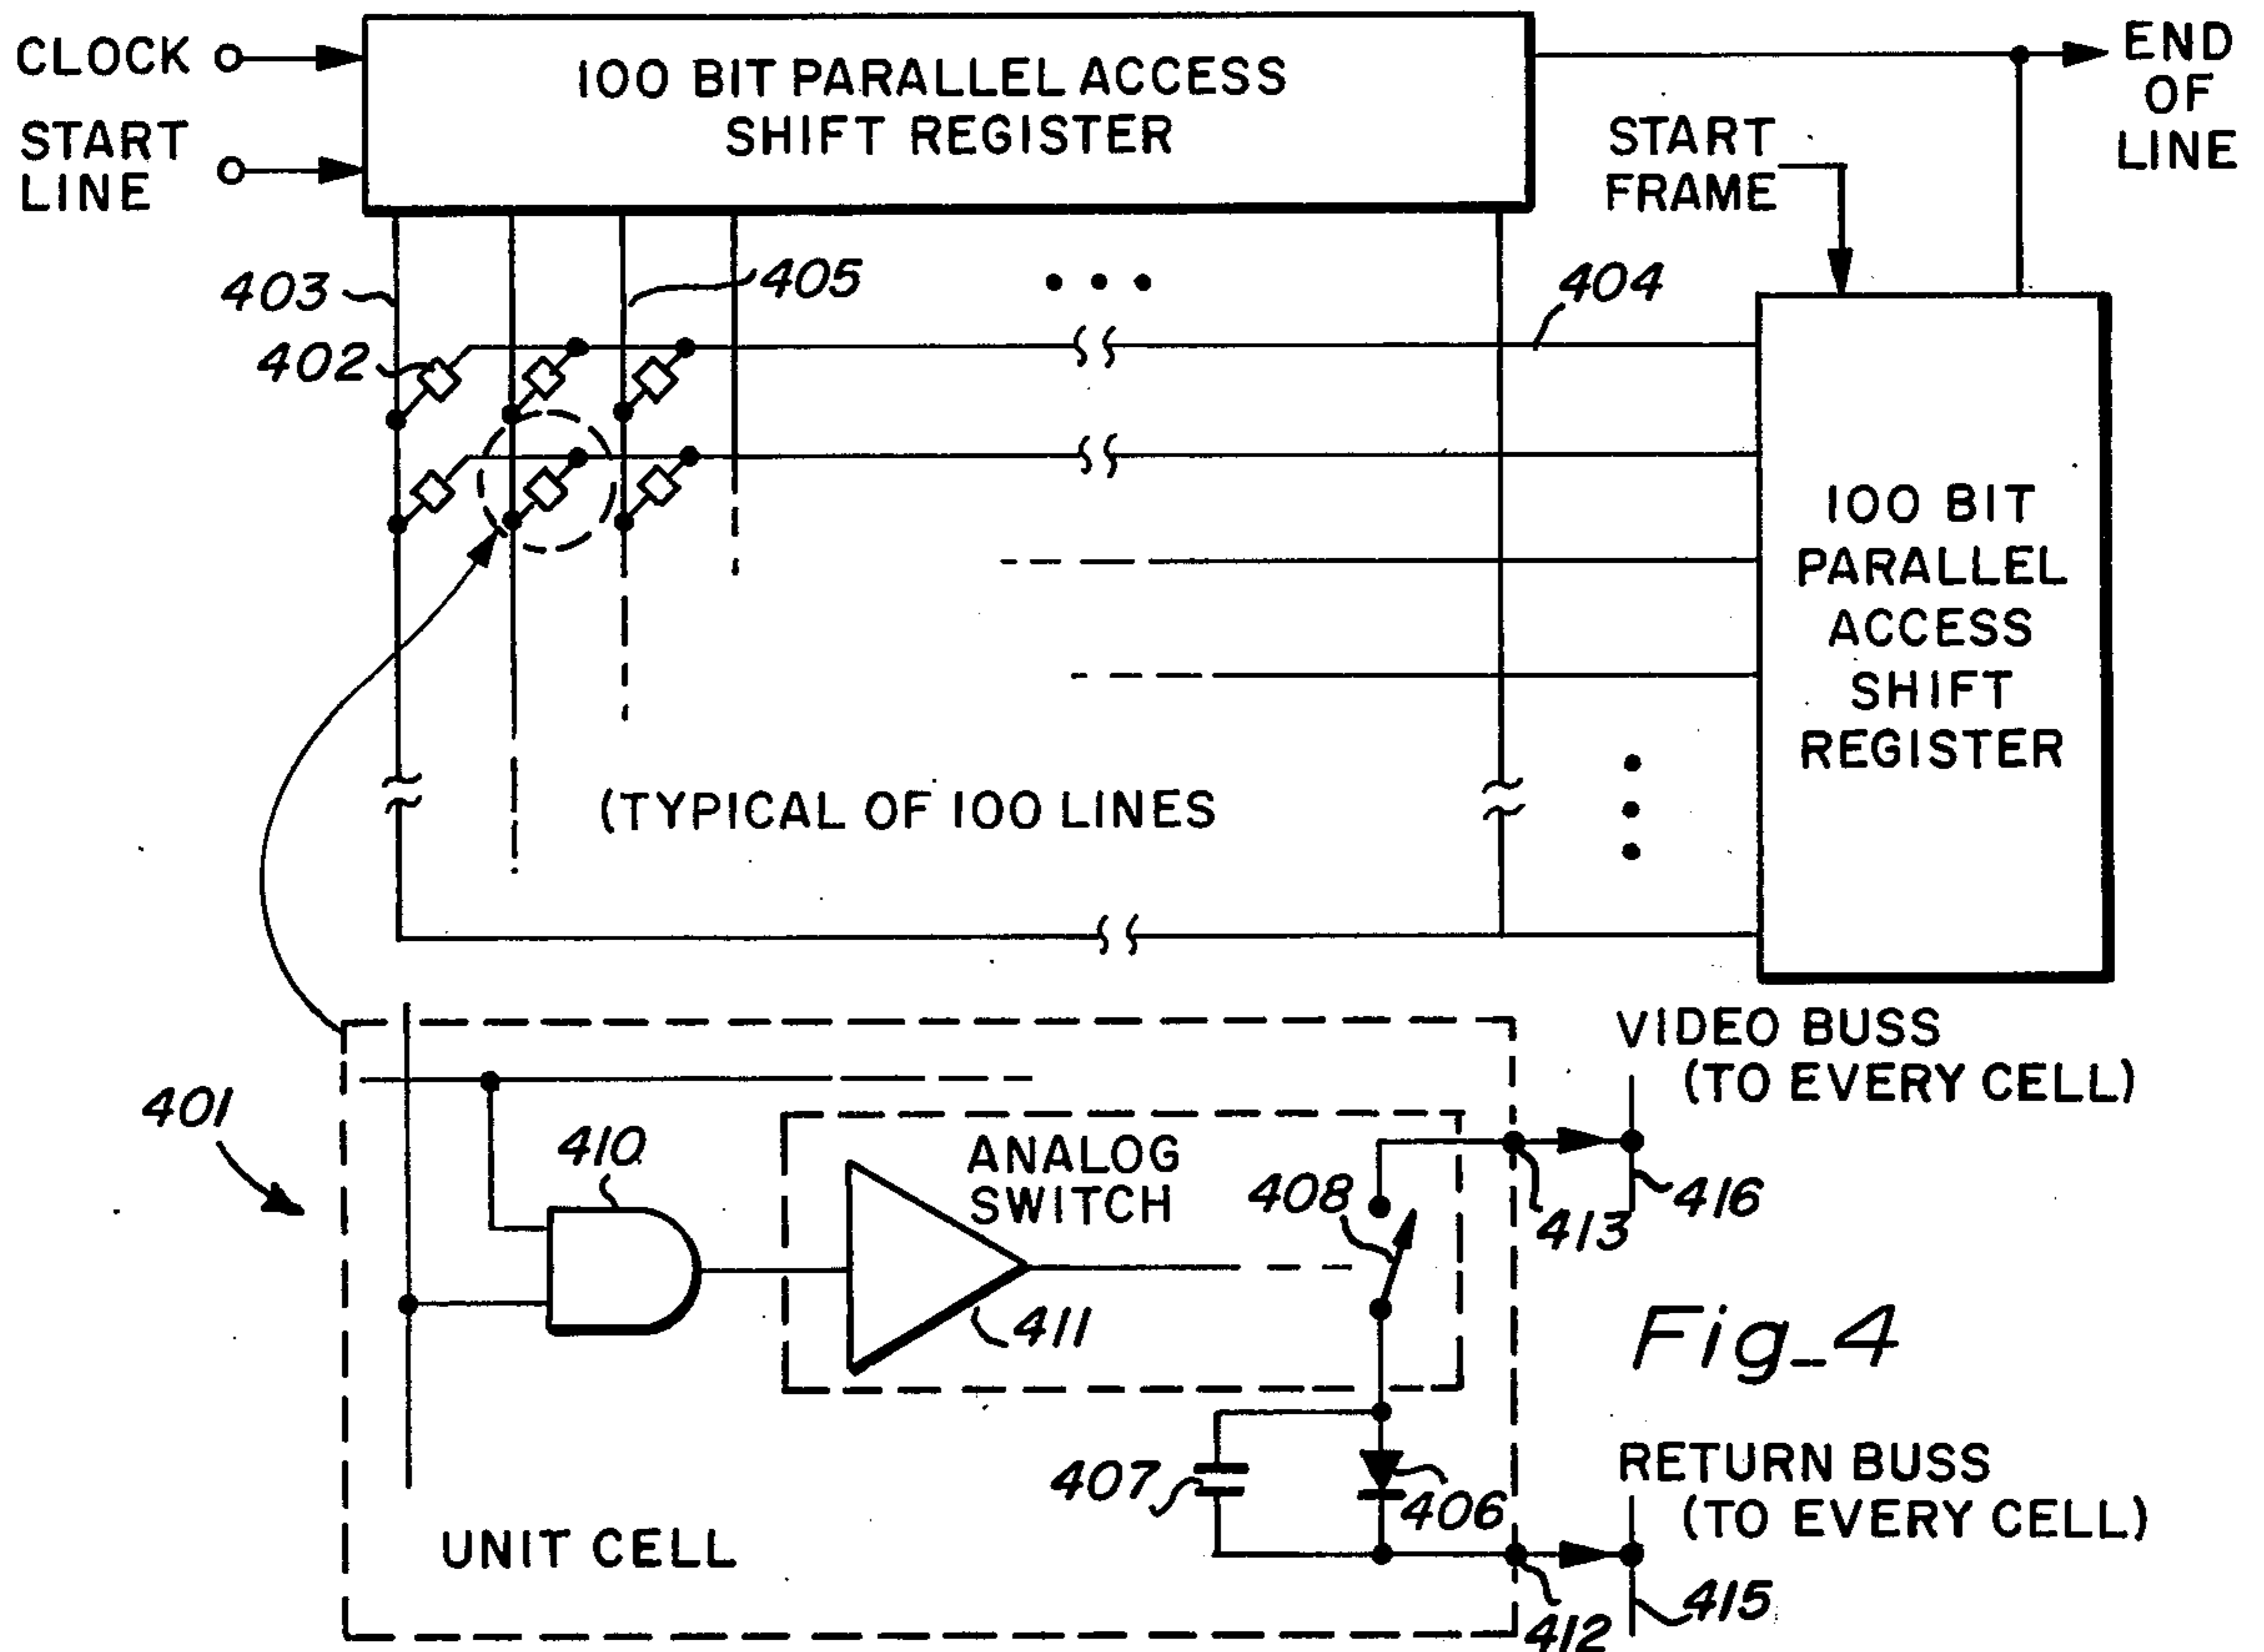 CLOCK
START
LINE
100 BIT PARALLEL ACCESS
SHIFT REGISTER
END
OF
LINE
START
FRAME
403
402
405
404
100 BIT
PARALLEL
ACCESS
SHIFT
REGISTER
(TYPICAL OF 100 LINES
401
410
ANALOG
SWITCH
408
411
413
VIDEO BUSS
(TO EVERY CELL)
416
Fig_4
407
406
UNIT CELL
RETURN BUSS
(TO EVERY CELL)
412
415